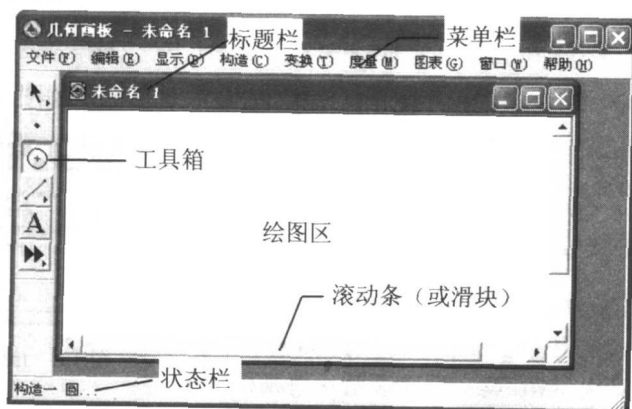 几何画板 - 未命名 1
标题栏
菜单栏
文件(F) 编辑(E) 显示(D) 构造(C) 变换(T) 度量(M) 图表(G) 窗口(W) 帮助(H)
未命名 1
工具箱
A
绘图区
滚动条（或滑块）
状态栏
构造一 圆...